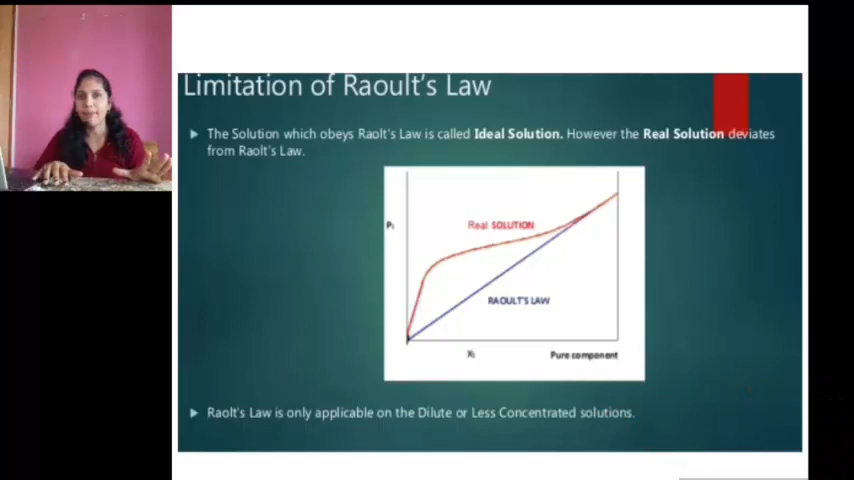 Limitation of Raoult's Law
The Solution which obeys Raolt's Law is called Ideal Solution. However the Real Solution deviates
from Raolt's Law.
P₁
Real SOLUTION
RAOULT'S LAW
X₁
Pure component
Raolt's Law is only applicable on the Dilute or Less Concentrated solutions.